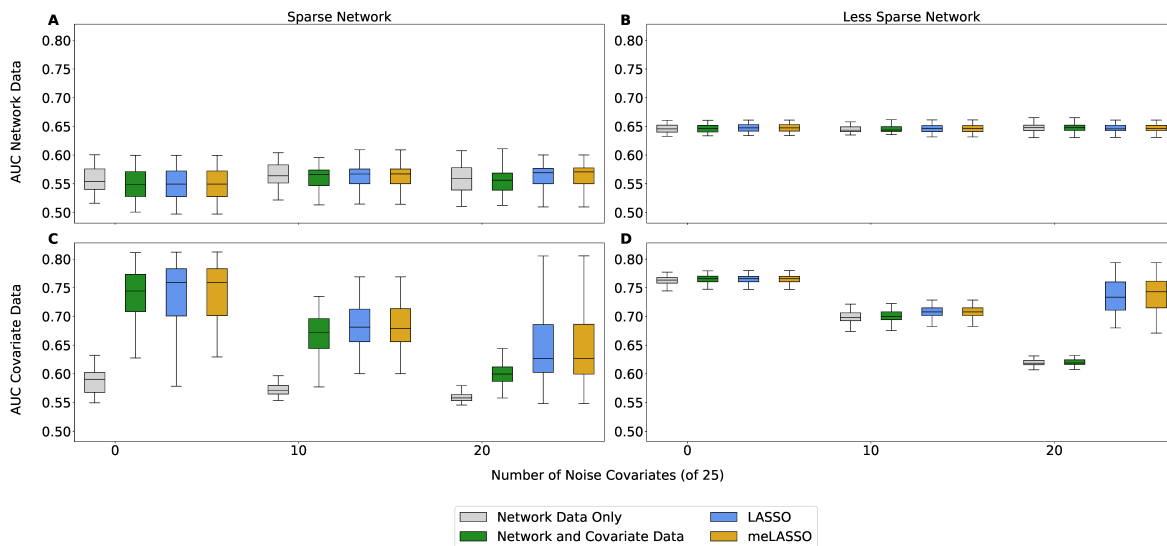 A Sparse Network
B Less Sparse Network
AUC Network Data
0.80
0.75
0.70
0.65
0.60
0.55
0.50
0.80
0.75
0.70
0.65
0.60
0.55
0.50
C
D
AUC Covariate Data
0.80
0.75
0.70
0.65
0.60
0.55
0.50
0.80
0.75
0.70
0.65
0.60
0.55
0.50
0 10 20
0 10 20
Number of Noise Covariates (of 25)
Network Data Only
Network and Covariate Data
LASSO
meLASSO